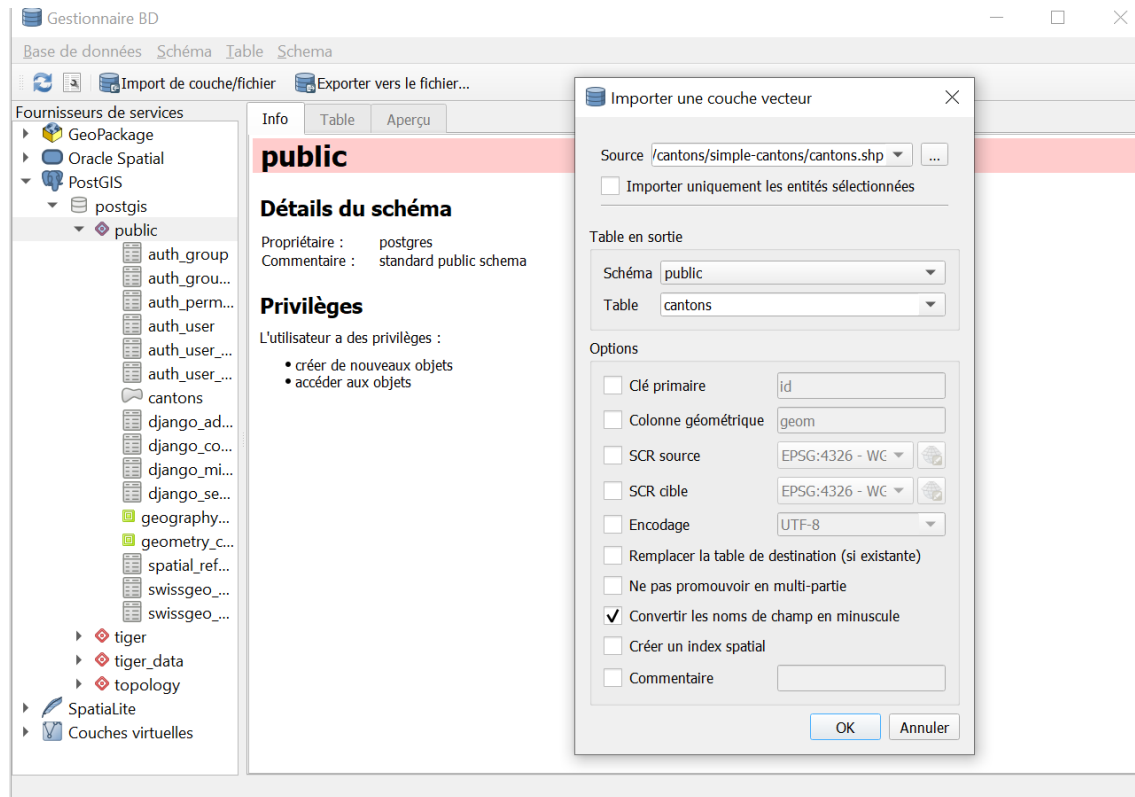 Gestionnaire BD
Base de données Schéma Table Schema
Import de couche/fichier Exporter vers le fichier...
Fournisseurs de services
GeoPackage
Oracle Spatial
PostGIS
postgis
public
auth_group
auth_grou...
auth_perm...
auth_user
auth_user_...
auth_user_...
cantons
django_ad...
django_co...
django_mi...
django_se...
geography...
geometry_c...
spatial_ref...
swissgeo_...
swissgeo_...
tiger
tiger_data
topology
SpatiaLite
Couches virtuelles
Info Table Aperçu
public
Détails du schéma
Propriétaire : postgres
Commentaire : standard public schema
Privilèges
L'utilisateur a des privilèges :
• créer de nouveaux objets
• accéder aux objets
Importer une couche vecteur
Source /cantons/simple-cantons/cantons.shp ...
Importer uniquement les entités sélectionnées
Table en sortie
Schéma public
Table cantons
Options
Clé primaire id
Colonne géométrique geom
SCR source EPSG:4326 - WG
SCR cible EPSG:4326 - WG
Encodage UTF-8
Remplacer la table de destination (si existante)
Ne pas promouvoir en multi-partie
Convertir les noms de champ en minuscule
Créer un index spatial
Commentaire
OK Annuler